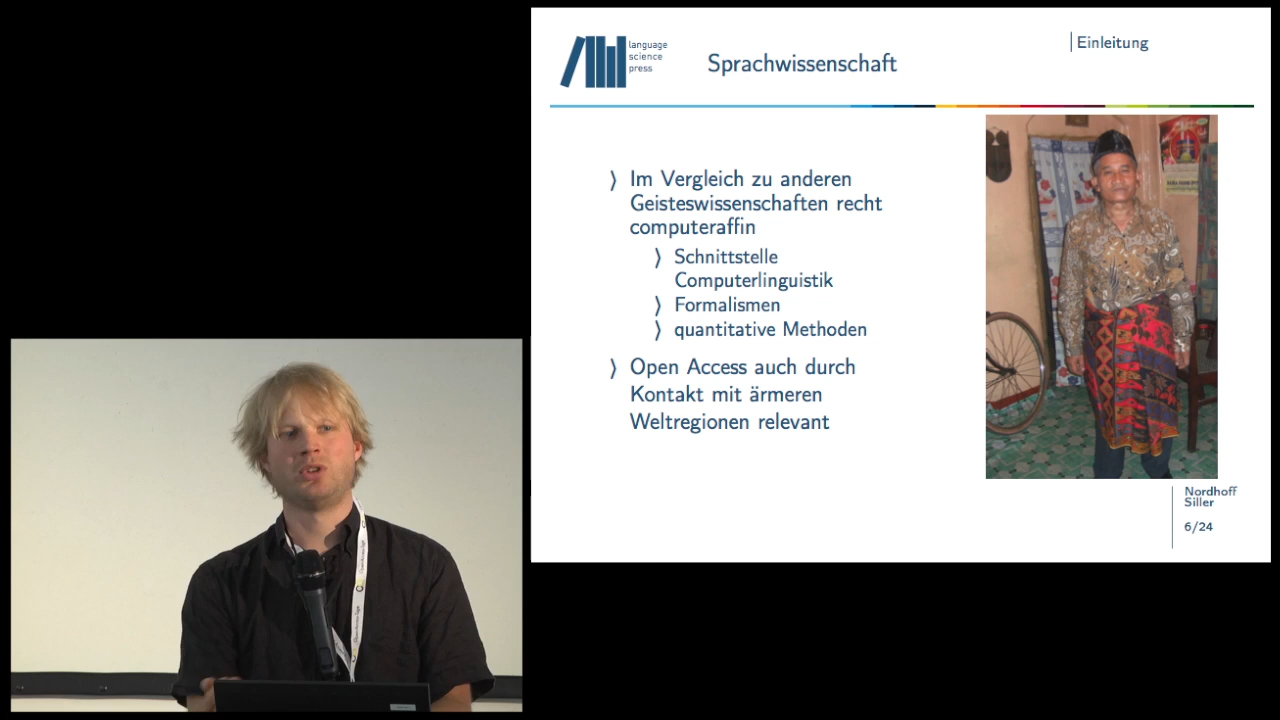 language
science
press
Sprachwissenschaft
Einleitung
⟩ Im Vergleich zu anderen
Geisteswissenschaften recht
computeraffin
⟩ Schnittstelle
Computerlinguistik
⟩ Formalismen
⟩ quantitative Methoden
⟩ Open Access auch durch
Kontakt mit ärmeren
Weltregionen relevant
Nordhoff
Siller
6/24